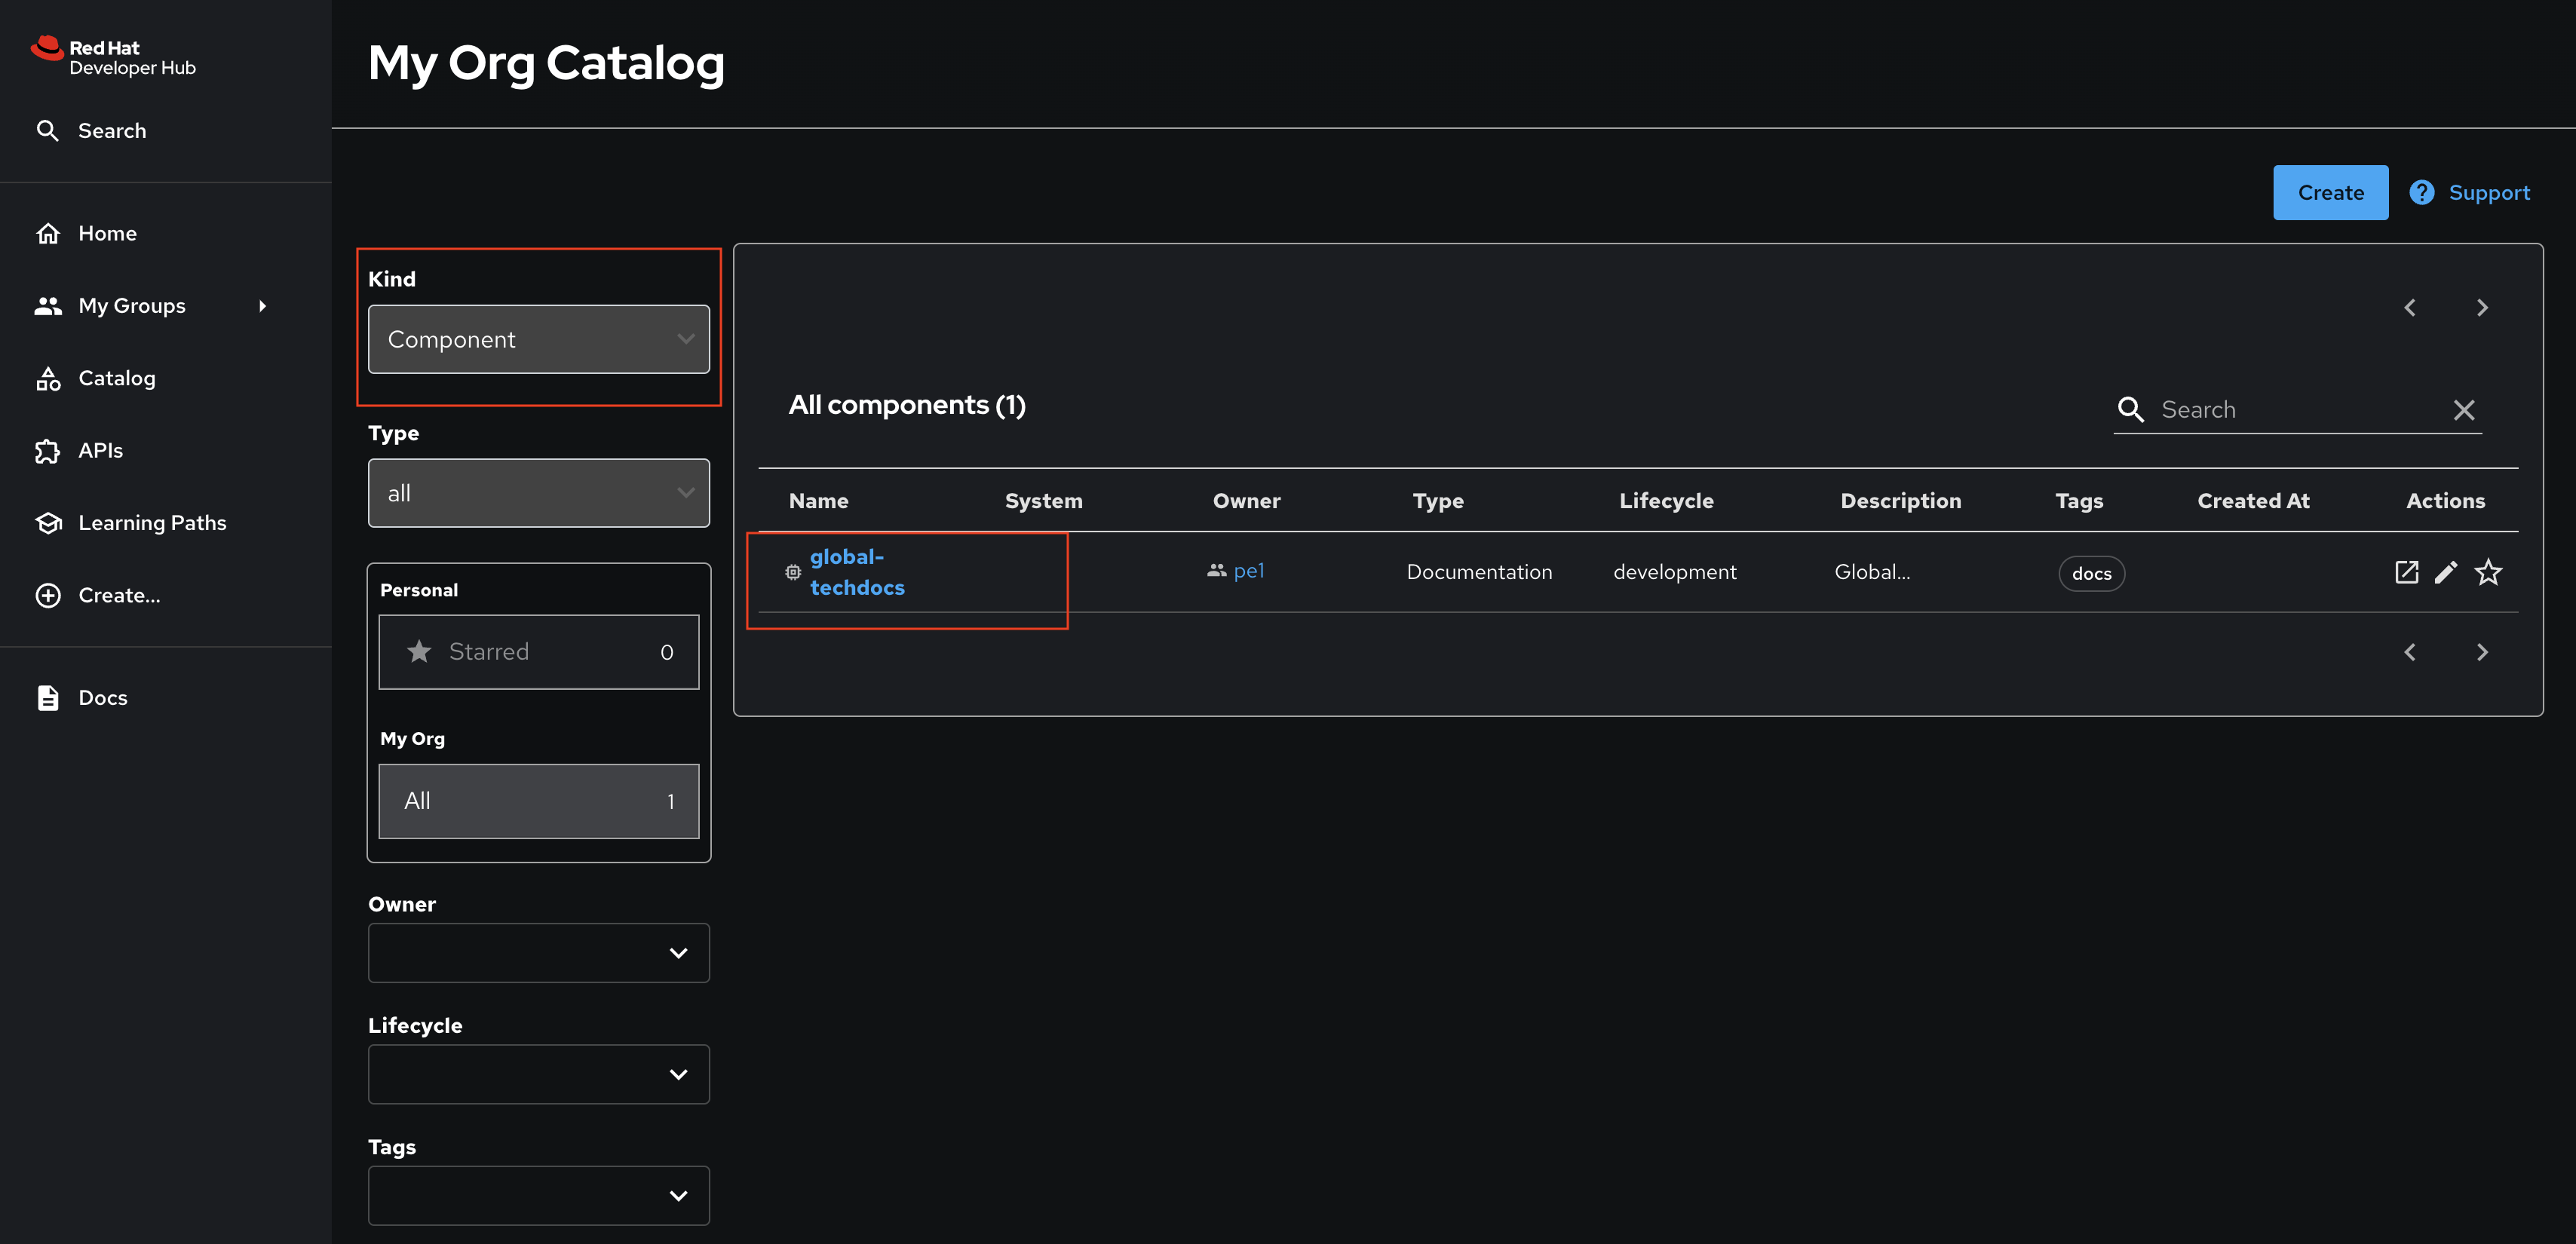 Red Hat
Developer Hub
Search
Home
My Groups
Catalog
APIs
Learning Paths
Create...
Docs
My Org Catalog
Create
? Support
Kind
Component
Type
all
Personal
Starred 0
My Org
All 1
Owner
Lifecycle
Tags
All components (1)
Search
Name System Owner Type Lifecycle Description Tags Created At Actions
global-
techdocs
pe1 Documentation development Global... docs